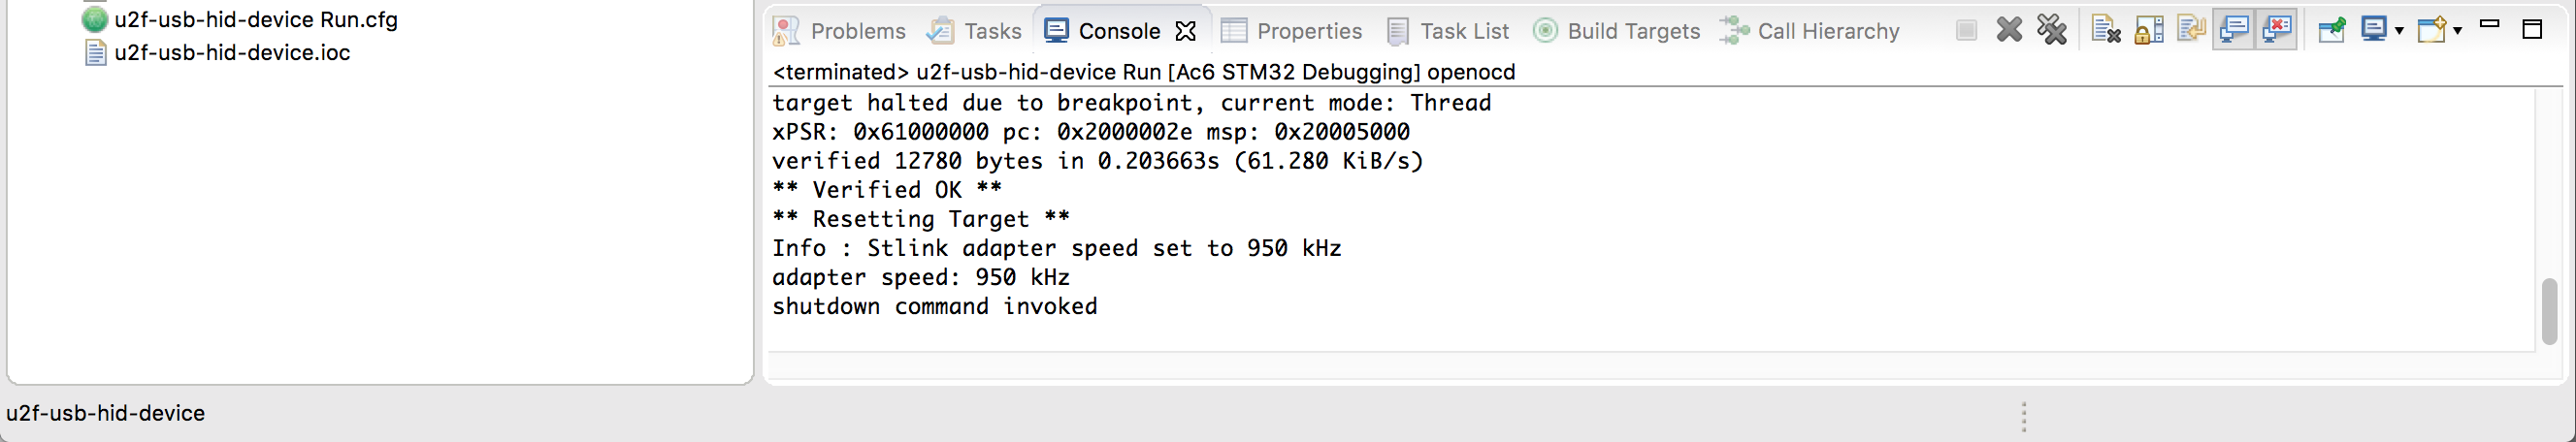 u2f-usb-hid-device Run.cfg
u2f-usb-hid-device.ioc
Problems Tasks Console Properties Task List Build Targets Call Hierarchy
<terminated> u2f-usb-hid-device Run [Ac6 STM32 Debugging] openocd
target halted due to breakpoint, current mode: Thread
xPSR: 0x61000000 pc: 0x2000002e msp: 0x20005000
verified 12780 bytes in 0.203663s (61.280 KiB/s)
** Verified OK **
** Resetting Target **
Info : Stlink adapter speed set to 950 kHz
adapter speed: 950 kHz
shutdown command invoked
u2f-usb-hid-device